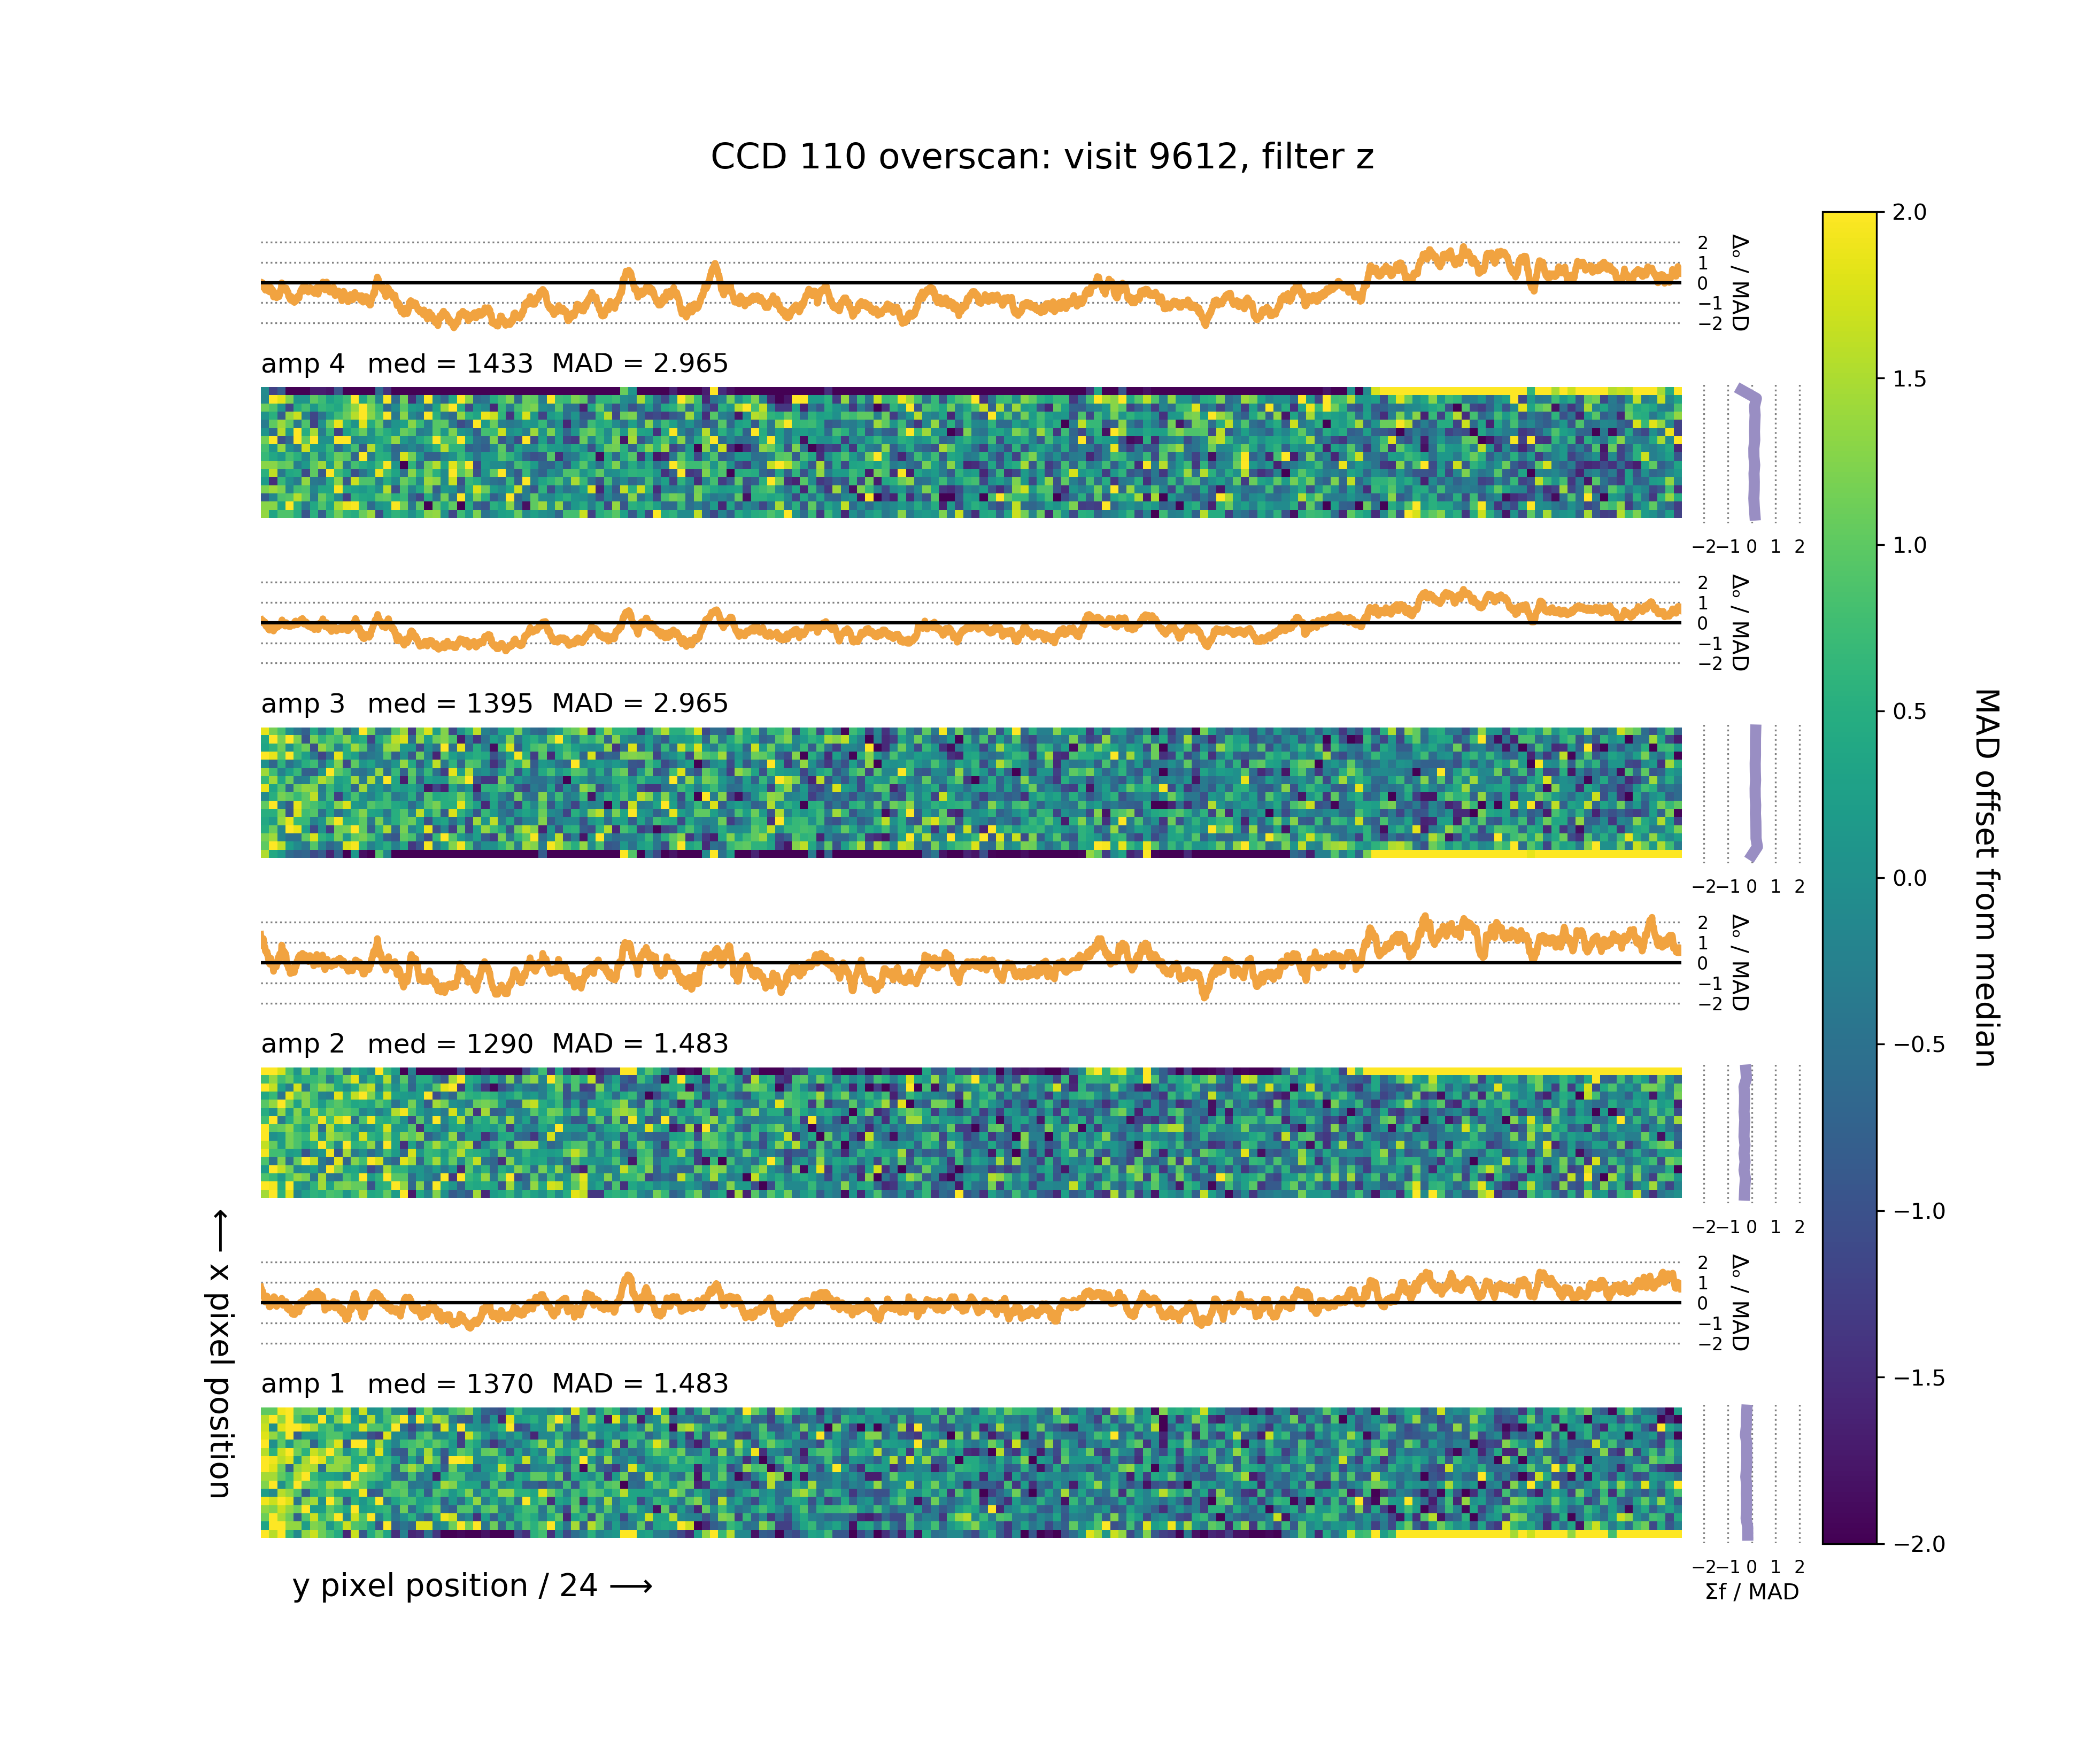 CCD 110 overscan: visit 9612, filter z
2
1
0
−1
−2
Δₒ / MAD
amp 4 med = 1433 MAD = 2.965
−2 −1 0 1 2
2
1
0
−1
−2
Δₒ / MAD
amp 3 med = 1395 MAD = 2.965
−2 −1 0 1 2
2
1
0
−1
−2
Δₒ / MAD
amp 2 med = 1290 MAD = 1.483
−2 −1 0 1 2
2
1
0
−1
−2
Δₒ / MAD
amp 1 med = 1370 MAD = 1.483
−2 −1 0 1 2
Σf / MAD
⟵ x pixel position
y pixel position / 24 ⟶
2.0
1.5
1.0
0.5
0.0
−0.5
−1.0
−1.5
−2.0
MAD offset from median